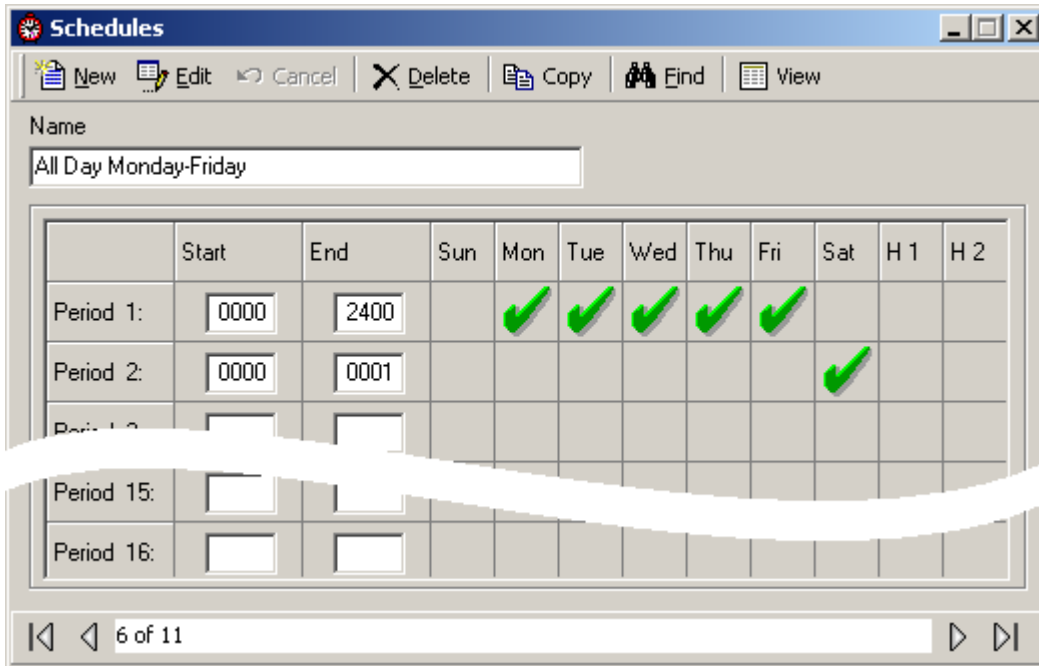 Schedules
New Edit Cancel Delete Copy Find View
Name
All Day Monday-Friday
Start End Sun Mon Tue Wed Thu Fri Sat H 1 H 2
Period 1: 0000 2400
Period 2: 0000 0001
Period 15:
Period 16:
6 of 11